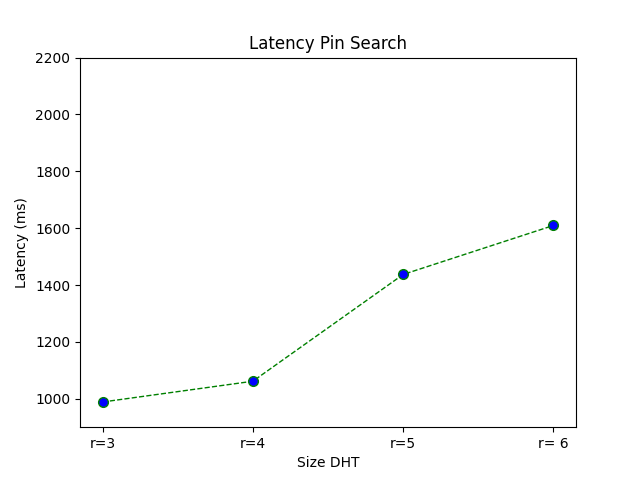 Latency Pin Search
2200
2000
1800
1600
1400
1200
1000
Latency (ms)
r=3
r=4
r=5
r= 6
Size DHT